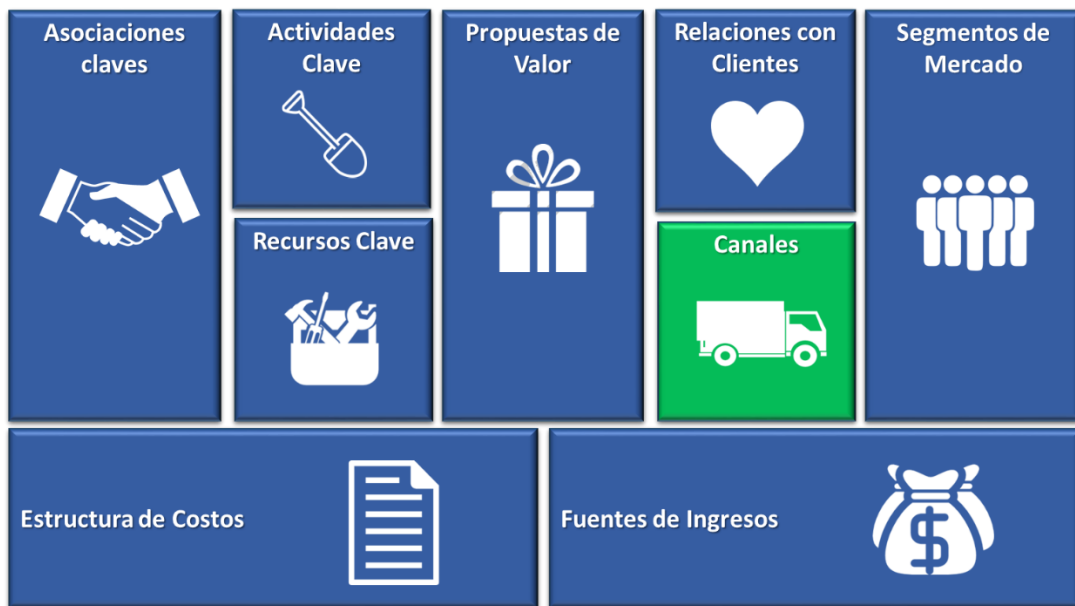 Asociaciones
claves
Actividades
Clave
Recursos Clave
Propuestas de
Valor
Relaciones con
Clientes
Canales
Segmentos de
Mercado
Estructura de Costos
Fuentes de Ingresos
$